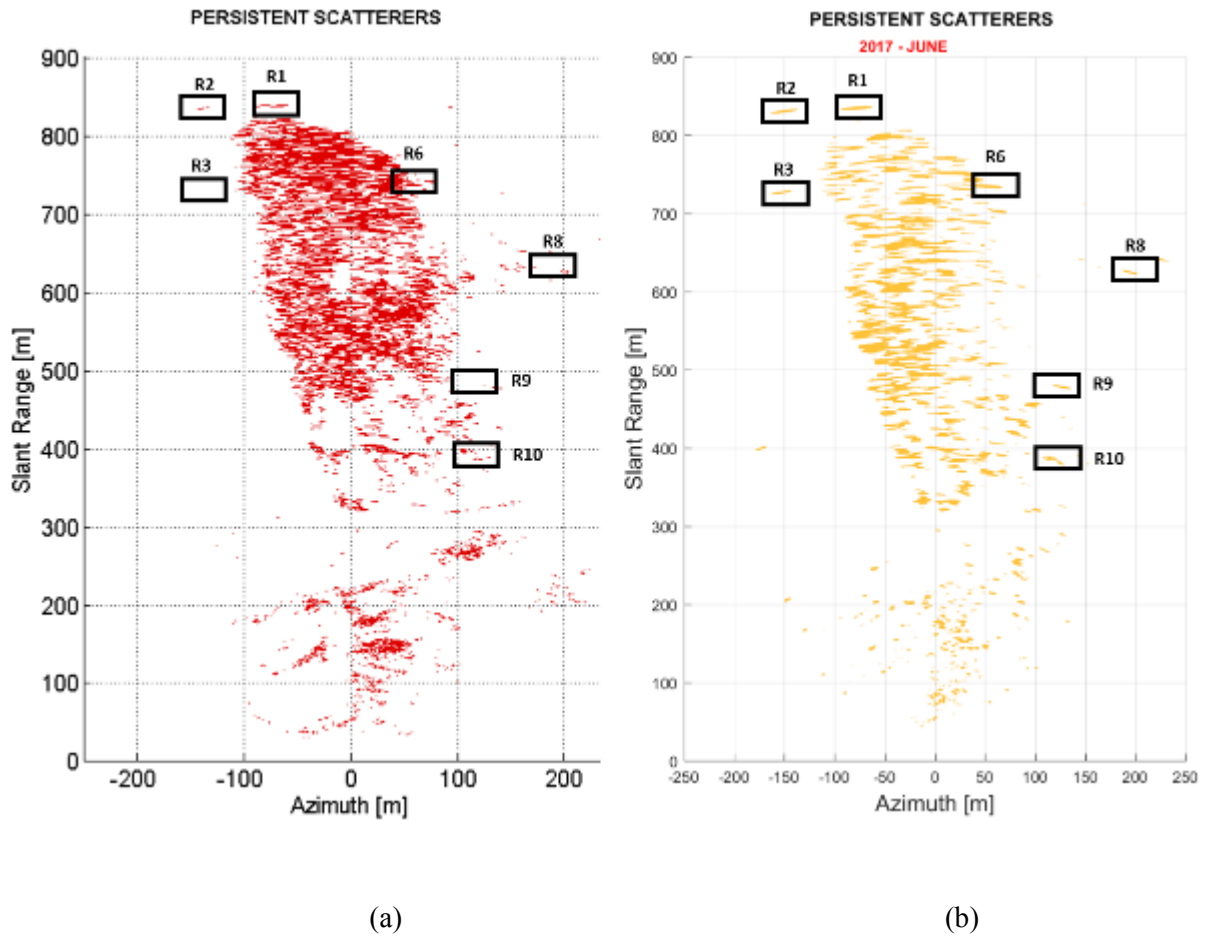 PERSISTENT SCATTERERS
900
800
700
600
500
400
300
200
100
0
-200
-100
0
100
200
Slant Range [m]
Azimuth [m]
R2
R1
R3
R6
R8
R9
R10
(a)
PERSISTENT SCATTERERS
2017 - JUNE
900
800
700
600
500
400
300
200
100
0
-250
-200
-150
-100
-50
0
50
100
150
200
250
Slant Range [m]
Azimuth [m]
R2
R1
R3
R6
R8
R9
R10
(b)